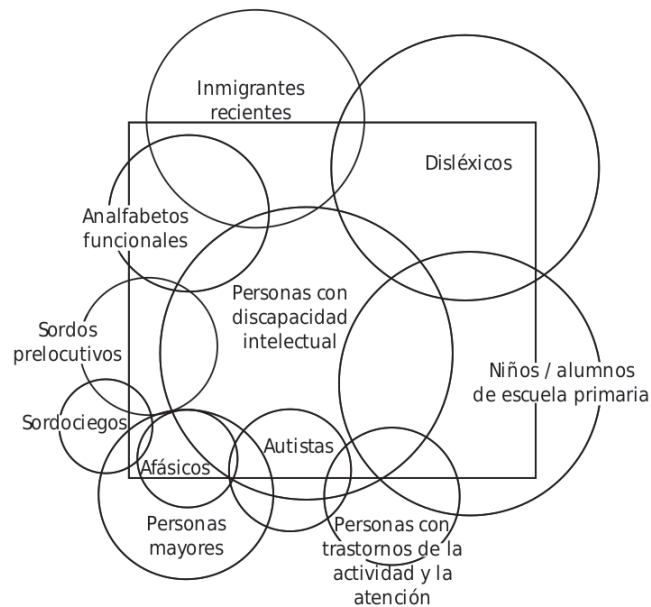 Inmigrantes
recientes
Disléxicos
Analfabetos
funcionales
Personas con
discapacidad
intelectual
Sordos
prelocutivos
Niños / alumnos
de escuela primaria
Sordociegos
Autistas
Afásicos
Personas
mayores
Personas con
trastornos de la
actividad y la
atención